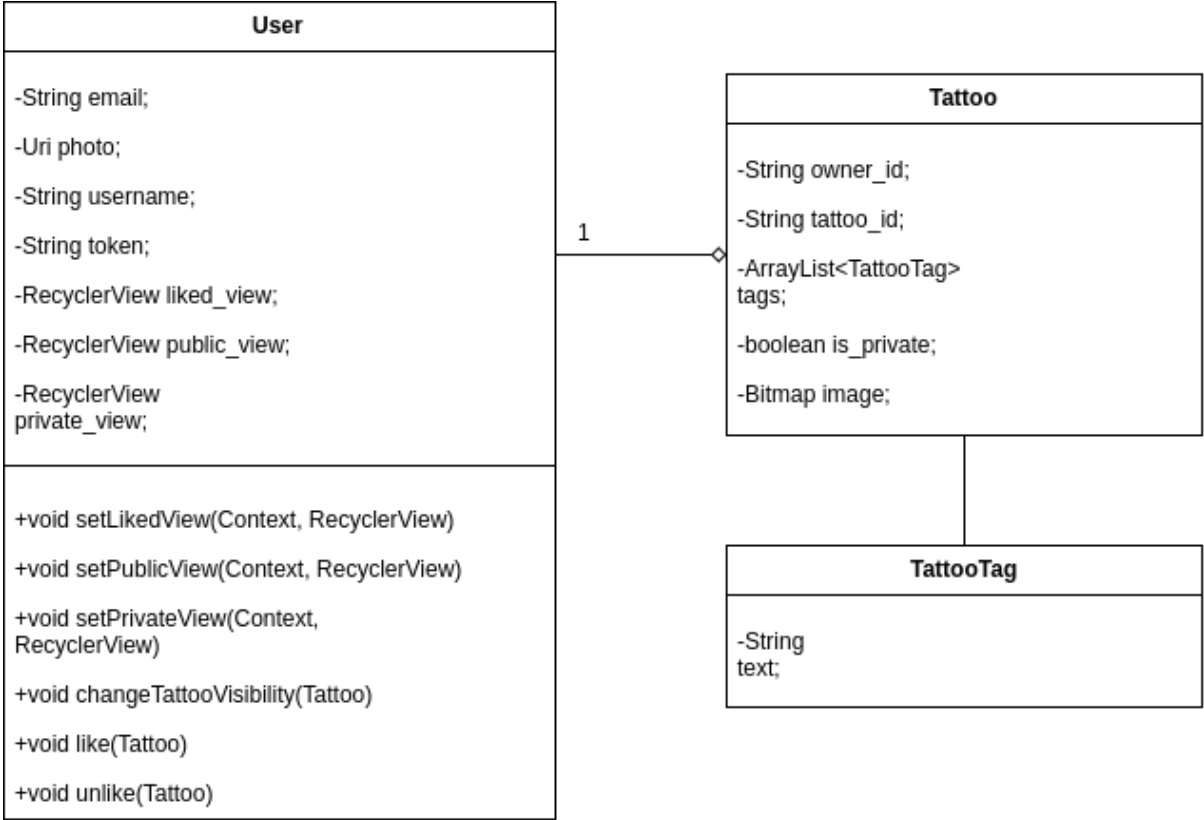 User
-String email;
-Uri photo;
-String username;
-String token;
-RecyclerView liked_view;
-RecyclerView public_view;
-RecyclerView
private_view;
+void setLikedView(Context, RecyclerView)
+void setPublicView(Context, RecyclerView)
+void setPrivateView(Context,
RecyclerView)
+void changeTattooVisibility(Tattoo)
+void like(Tattoo)
+void unlike(Tattoo)
1
Tattoo
-String owner_id;
-String tattoo_id;
-ArrayList<TattooTag>
tags;
-boolean is_private;
-Bitmap image;
TattooTag
-String
text;